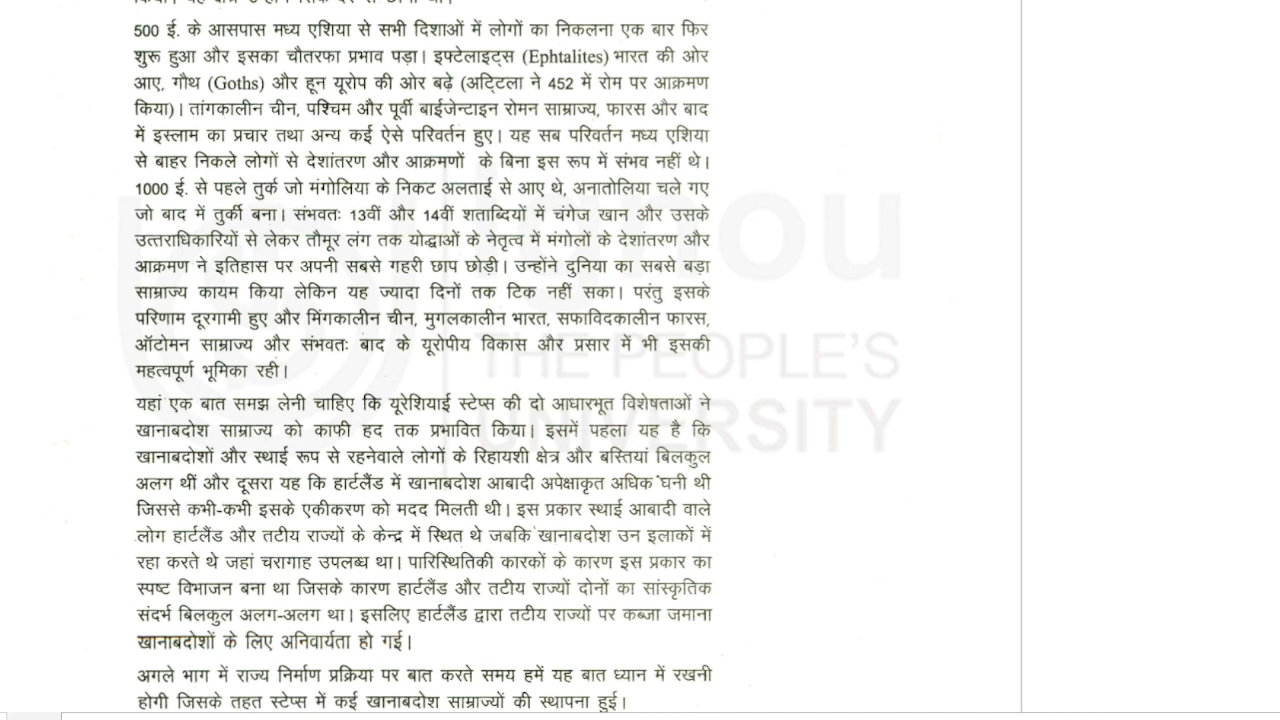 500 ई. के आसपास मध्य एशिया से सभी दिशाओं में लोगों का निकलना एक बार फिर
शुरू हुआ और इसका चौतरफा प्रभाव पड़ा। इफ्टेलाइट्स (Ephtalites) भारत की ओर
आए, गौथ (Goths) और हून यूरोप की ओर बढ़े (अटि्टला ने 452 में रोम पर आक्रमण
किया)। तांगकालीन चीन, पश्चिम और पूर्वी बाईजेन्टाइन रोमन साम्राज्य, फारस और बाद
में इस्लाम का प्रचार तथा अन्य कई ऐसे परिवर्तन हुए। यह सब परिवर्तन मध्य एशिया
से बाहर निकले लोगों से देशांतरण और आक्रमणों के बिना इस रूप में संभव नहीं थे।
1000 ई. से पहले तुर्क जो मंगोलिया के निकट अलताई से आए थे, अनातोलिया चले गए
जो बाद में तुर्की बना। संभवतः 13वीं और 14वीं शताब्दियों में चंगेज खान और उसके
उत्तराधिकारियों से लेकर तौमूर लंग तक योद्धाओं के नेतृत्व में मंगोलों के देशांतरण और
आक्रमण ने इतिहास पर अपनी सबसे गहरी छाप छोड़ी। उन्होंने दुनिया का सबसे बड़ा
साम्राज्य कायम किया लेकिन यह ज्यादा दिनों तक टिक नहीं सका। परंतु इसके
परिणाम दूरगामी हुए और मिंगकालीन चीन, मुगलकालीन भारत, सफाविदकालीन फारस,
ऑटोमन साम्राज्य और संभवतः बाद के यूरोपीय विकास और प्रसार में भी इसकी
महत्वपूर्ण भूमिका रही।
यहां एक बात समझ लेनी चाहिए कि यूरेशियाई स्टेप्स की दो आधारभूत विशेषताओं ने
खानाबदोश साम्राज्य को काफी हद तक प्रभावित किया। इसमें पहला यह है कि
खानाबदोशों और स्थाई रूप से रहनेवाले लोगों के रिहायशी क्षेत्र और बस्तियां बिलकुल
अलग थीं और दूसरा यह कि हार्टलैंड में खानाबदोश आबादी अपेक्षाकृत अधिक घनी थी
जिससे कभी-कभी इसके एकीकरण को मदद मिलती थी। इस प्रकार स्थाई आबादी वाले
लोग हार्टलैंड और तटीय राज्यों के केन्द्र में स्थित थे जबकि खानाबदोश उन इलाकों में
रहा करते थे जहां चरागाह उपलब्ध था। पारिस्थितिकी कारकों के कारण इस प्रकार का
स्पष्ट विभाजन बना था जिसके कारण हार्टलैंड और तटीय राज्यों दोनों का सांस्कृतिक
संदर्भ बिलकुल अलग-अलग था। इसलिए हार्टलैंड द्वारा तटीय राज्यों पर कब्जा जमाना
खानाबदोशों के लिए अनिवार्यता हो गई।
अगले भाग में राज्य निर्माण प्रक्रिया पर बात करते समय हमें यह बात ध्यान में रखनी
होगी जिसके तहत स्टेप्स में कई खानाबदोश साम्राज्यों की स्थापना हुई।
ignou
THE PEOPLE'S
UNIVERSITY